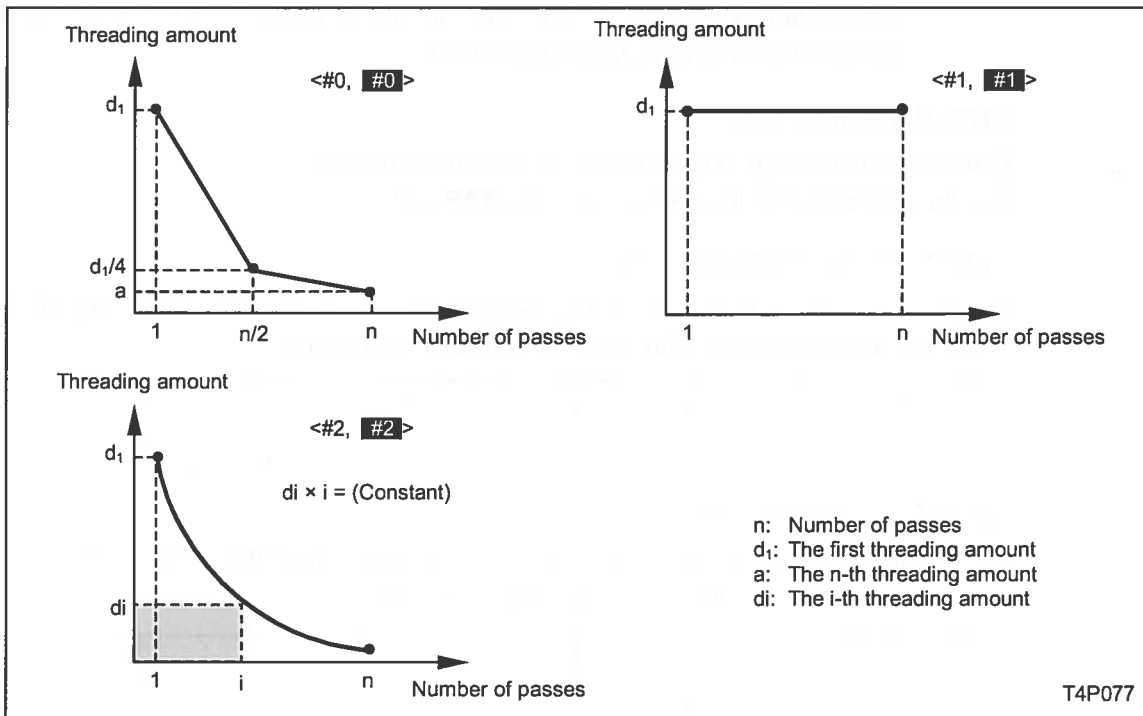 Threading amount
<#0, #0>
d1
d1/4
a
1 n/2 n
Number of passes
Threading amount
<#1, #1>
d1
1 n
Number of passes
Threading amount
<#2, #2>
d1
di × i = (Constant)
di
1 i n
Number of passes
n: Number of passes
d1: The first threading amount
a: The n-th threading amount
di: The i-th threading amount
T4P077